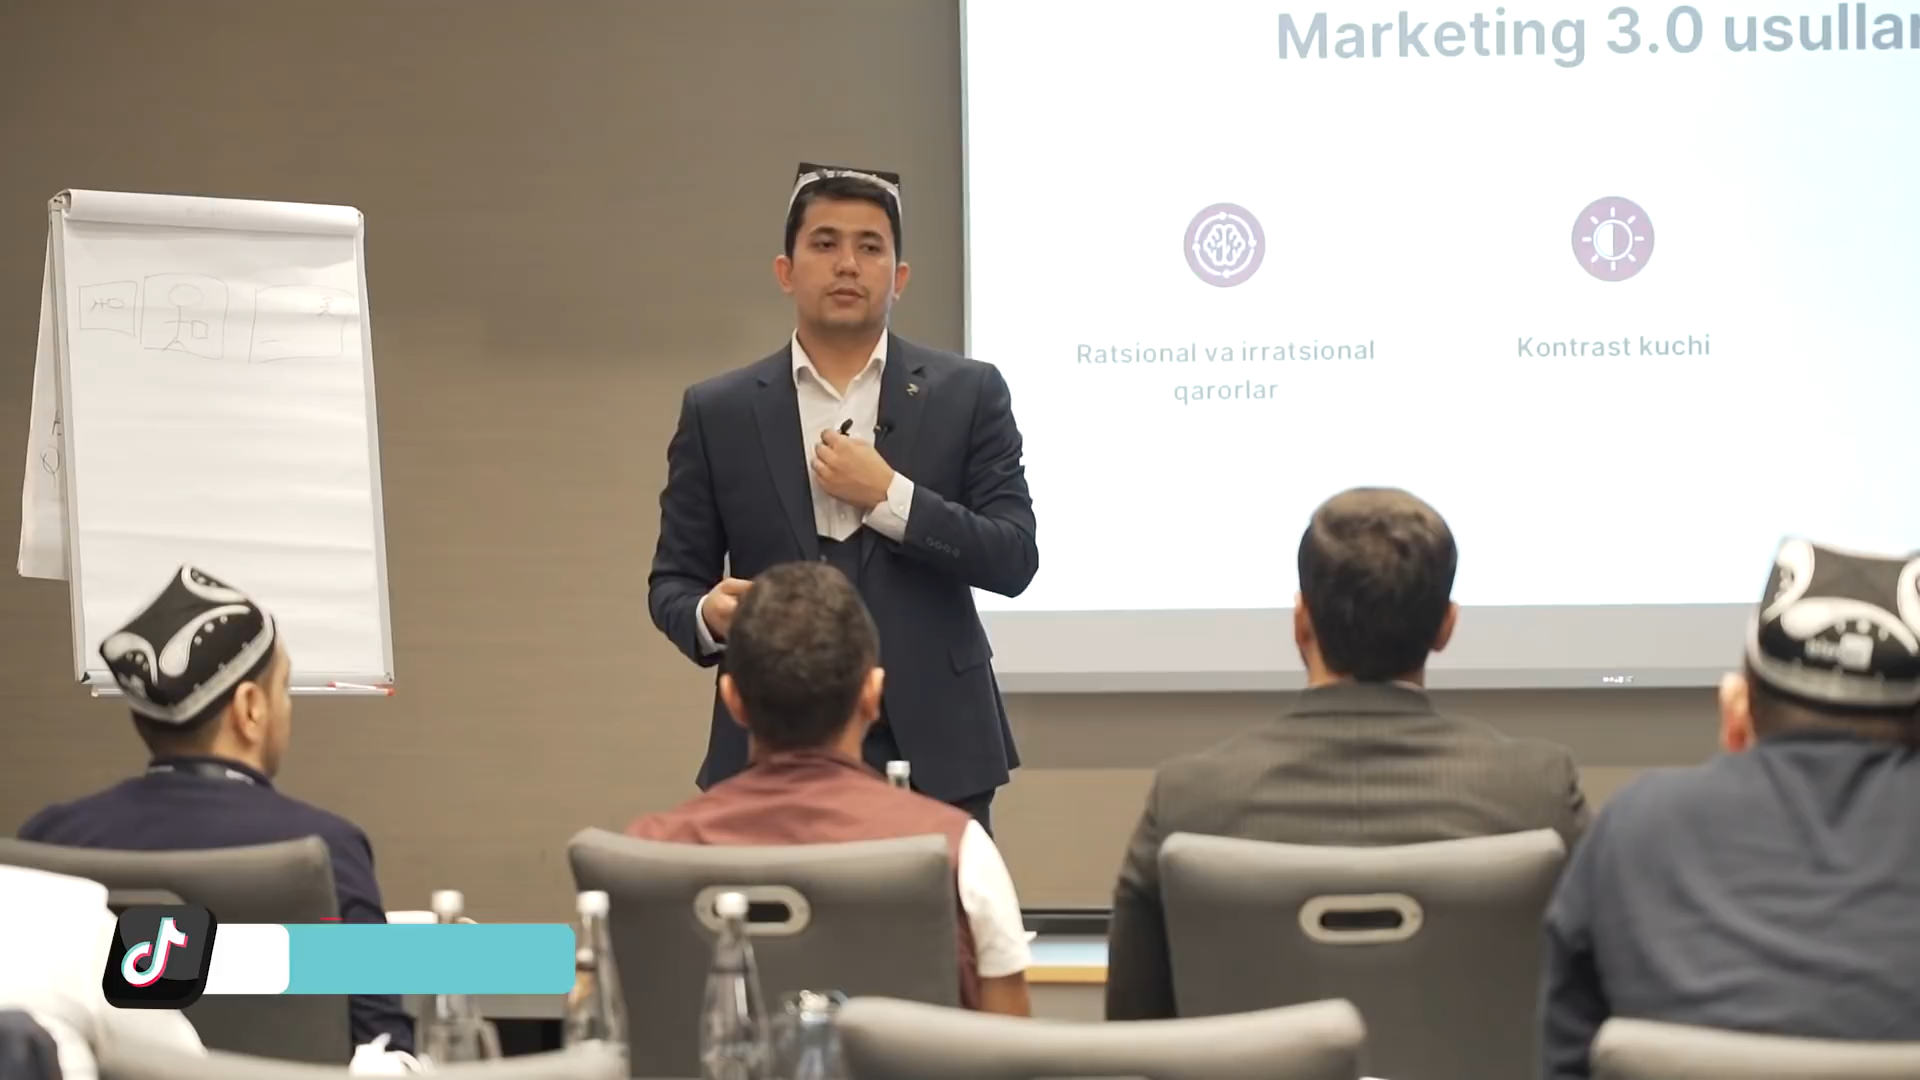 Marketing 3.0 usullar
Ratsional va irratsional
qarorlar
Kontrast kuchi